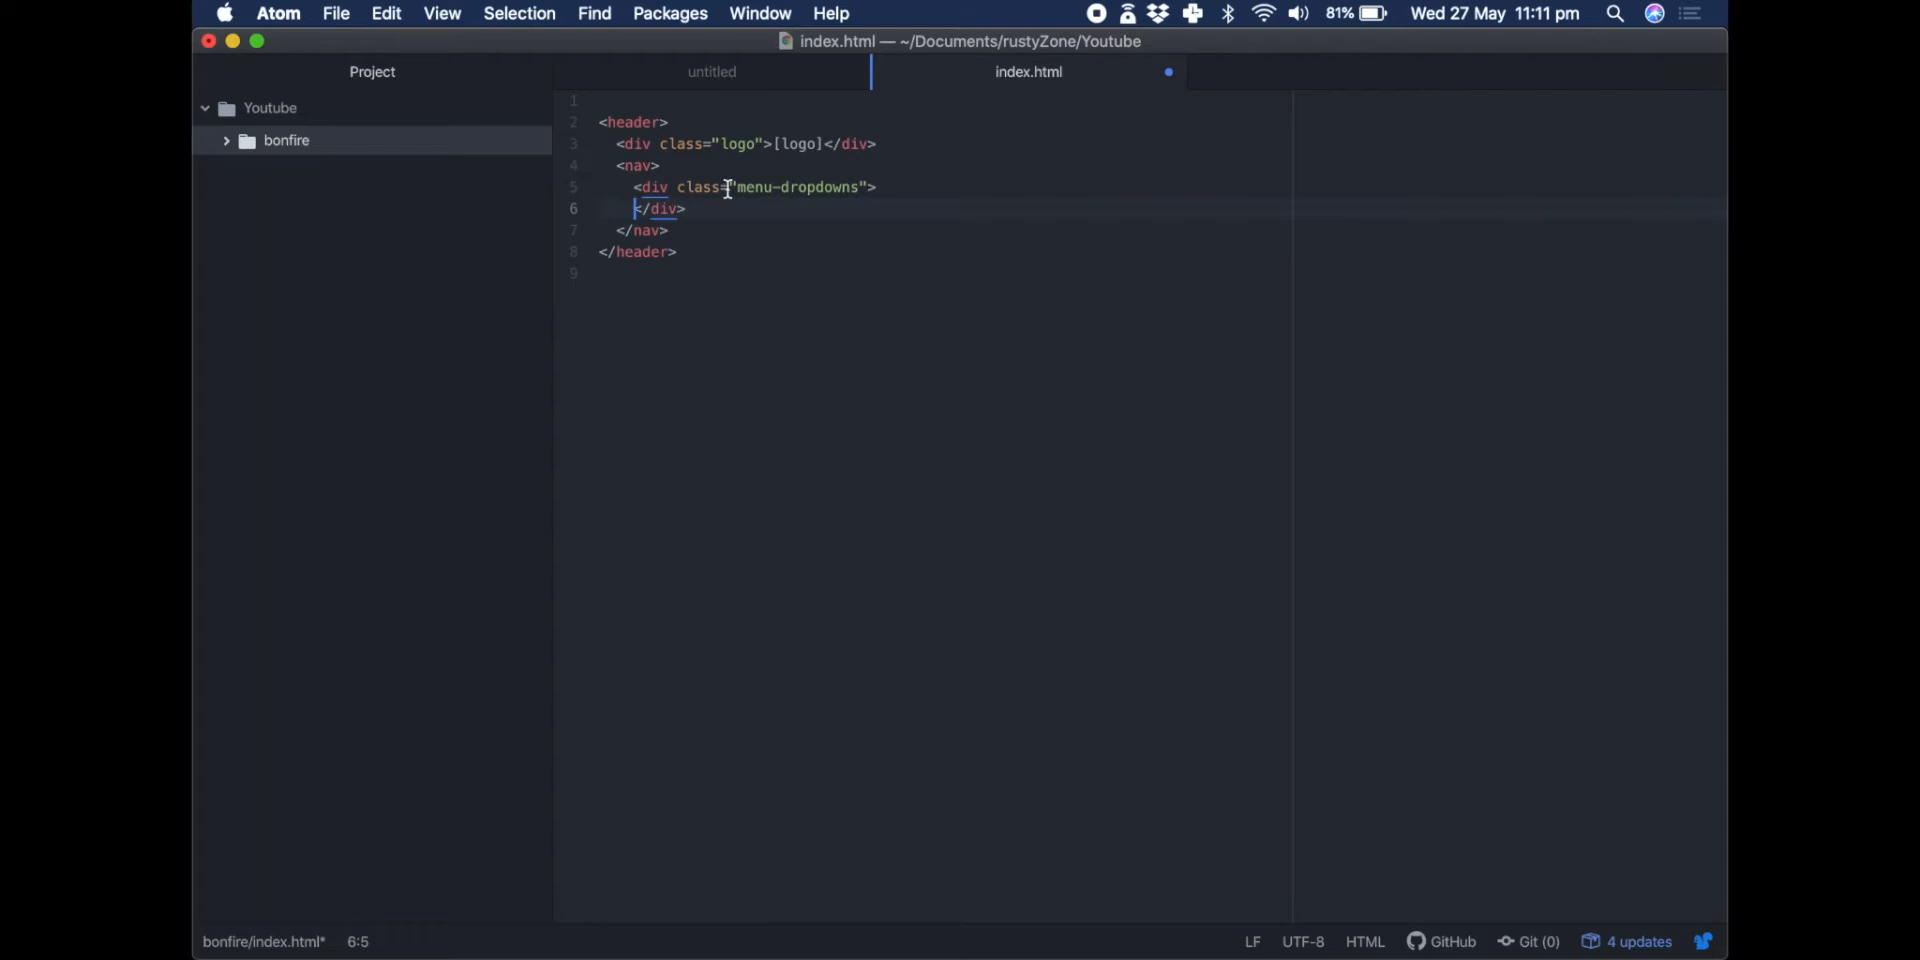 Atom File Edit View Selection Find Packages Window Help 81% Wed 27 May 11:11 pm
index.html — ~/Documents/rustyZone/Youtube
Project untitled index.html
Youtube
bonfire
1
2 <header>
3 <div class="logo">[logo]</div>
4 <nav>
5 <div class="menu-dropdowns">
6 </div>
7 </nav>
8 </header>
9
bonfire/index.html* 6:5 LF UTF-8 HTML GitHub Git (0) 4 updates